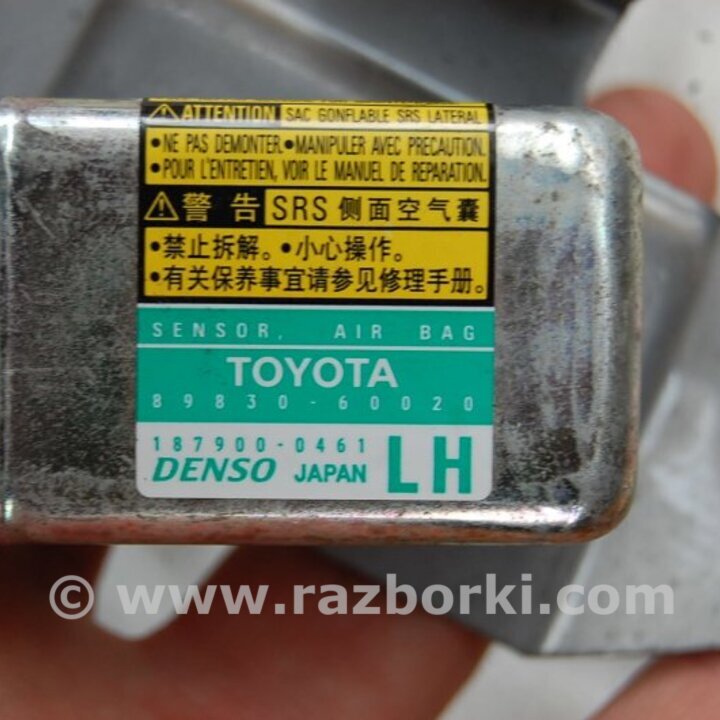 ATTENTION SAC GONFLABLE SRS LATERAL
•NE PAS DEMONTER.•MANIPULER AVEC PRECAUTION.
•POUR L'ENTRETIEN, VOIR LE MANUEL DE REPARATION.
警告 SRS 侧面空气囊
•禁止拆解。•小心操作。
•有关保养事宜请参见修理手册。
SENSOR, AIR BAG
TOYOTA
89830-60020
187900-0461
DENSO JAPAN LH
© www.razborki.com